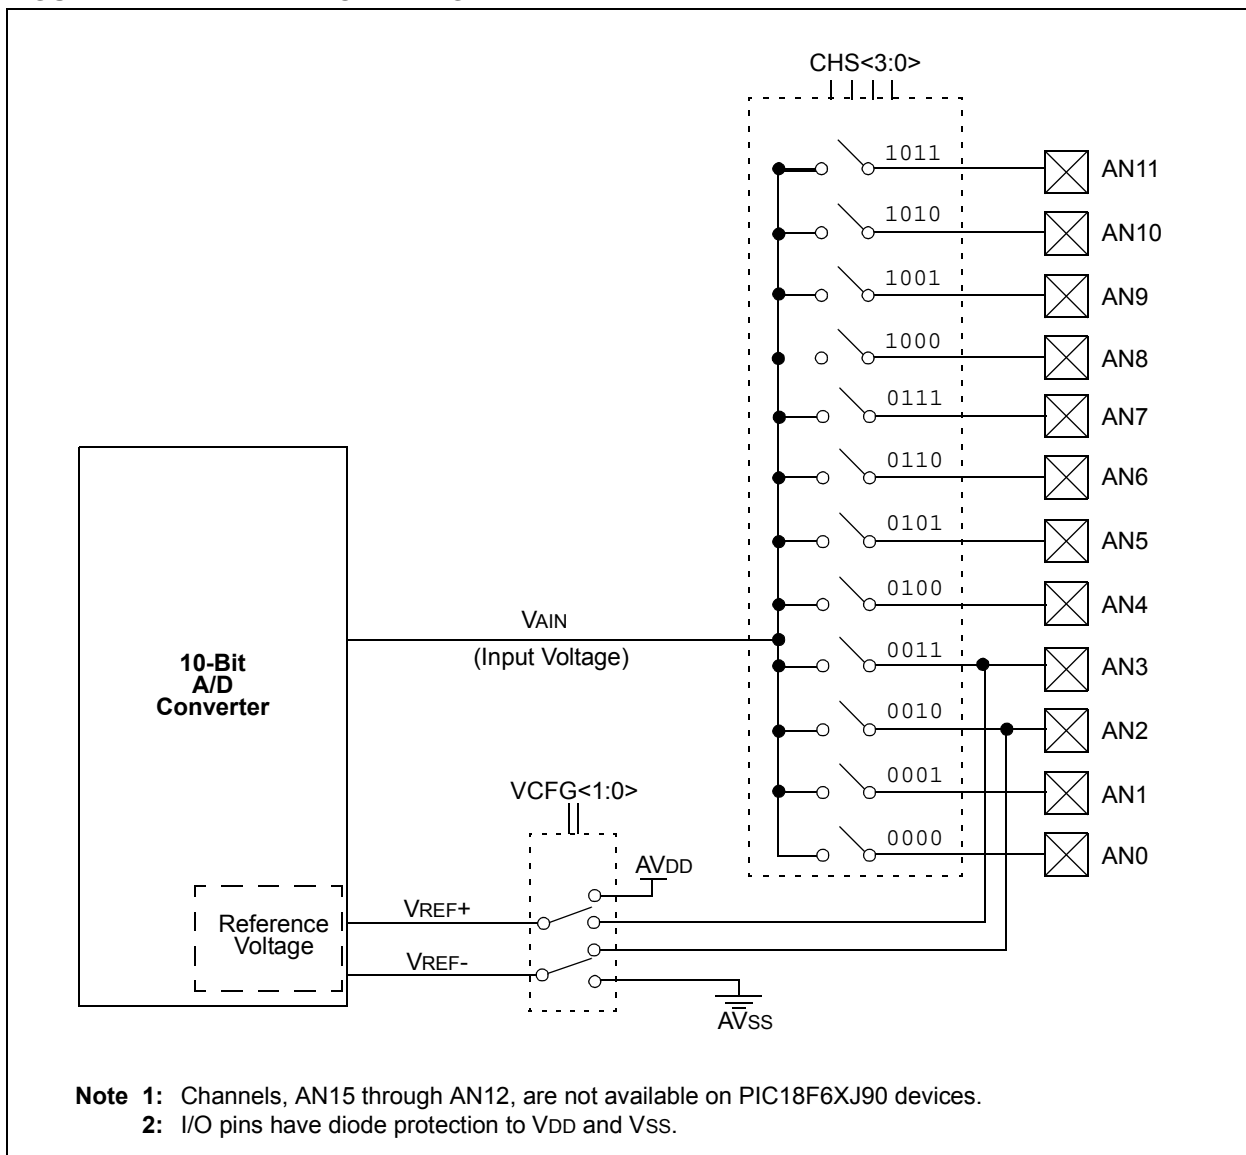 CHS<3:0>
1011 AN11
1010 AN10
1001 AN9
1000 AN8
0111 AN7
0110 AN6
0101 AN5
0100 AN4
VAIN
(Input Voltage)
0011 AN3
10-Bit
A/D
Converter
0010 AN2
0001 AN1
VCFG<1:0>
0000 AN0
AVDD
Reference
Voltage
VREF+
VREF-
AVSS
Note 1: Channels, AN15 through AN12, are not available on PIC18F6XJ90 devices.
2: I/O pins have diode protection to VDD and VSS.